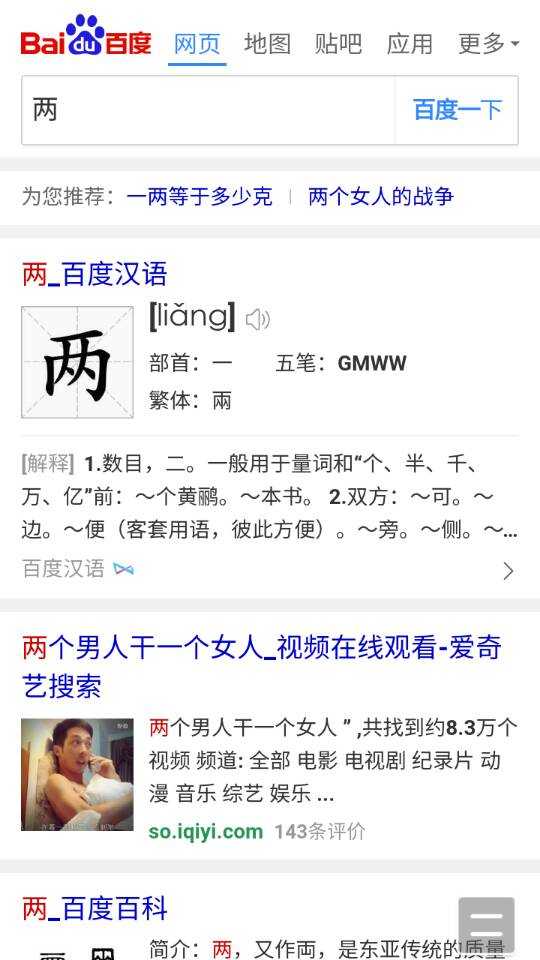 Bai du 百度 网页 地图 贴吧 应用 更多
两 百度一下
为您推荐： 一两等于多少克 两个女人的战争
两_百度汉语
两
[liǎng]
部首：一 五笔：GMWW
繁体：兩
[解释] 1.数目，二。一般用于量词和“个、半、千、
万、亿”前：～个黄鹂。～本书。 2.双方：～可。～
边。～便（客套用语，彼此方便）。～旁。～侧。～…
百度汉语
两个男人干一个女人_视频在线观看-爱奇
艺搜索
两个男人干一个女人 ” ,共找到约8.3万个
视频 频道: 全部 电影 电视剧 纪录片 动
漫 音乐 综艺 娱乐 ...
so.iqiyi.com 143条评价
两_百度百科
简介：两，又作両，是东亚传统的质量